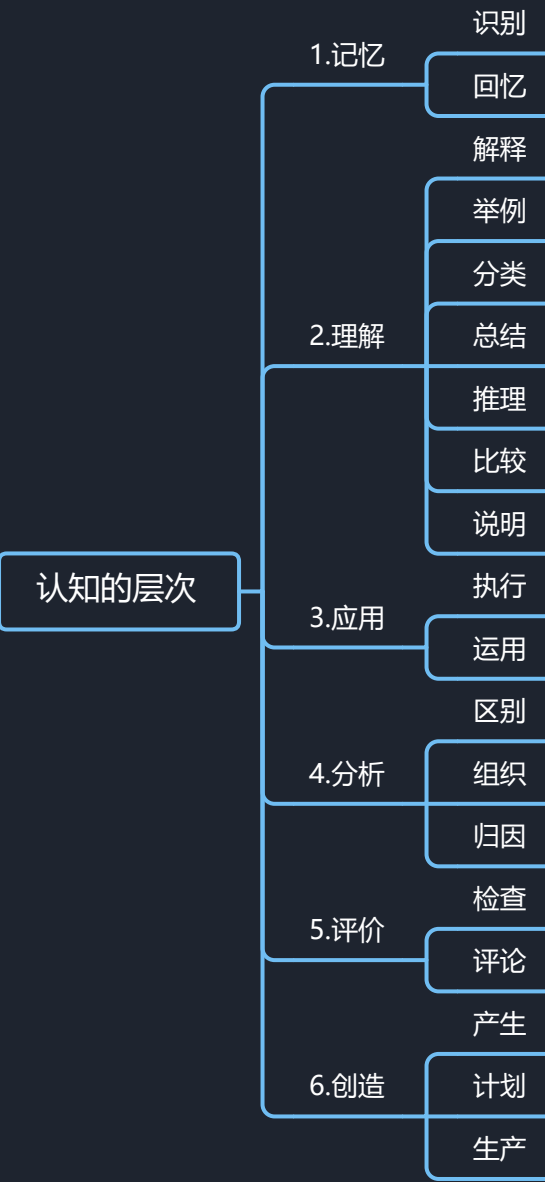 认知的层次
1.记忆
识别
回忆
2.理解
解释
举例
分类
总结
推理
比较
说明
3.应用
执行
运用
4.分析
区别
组织
归因
5.评价
检查
评论
6.创造
产生
计划
生产